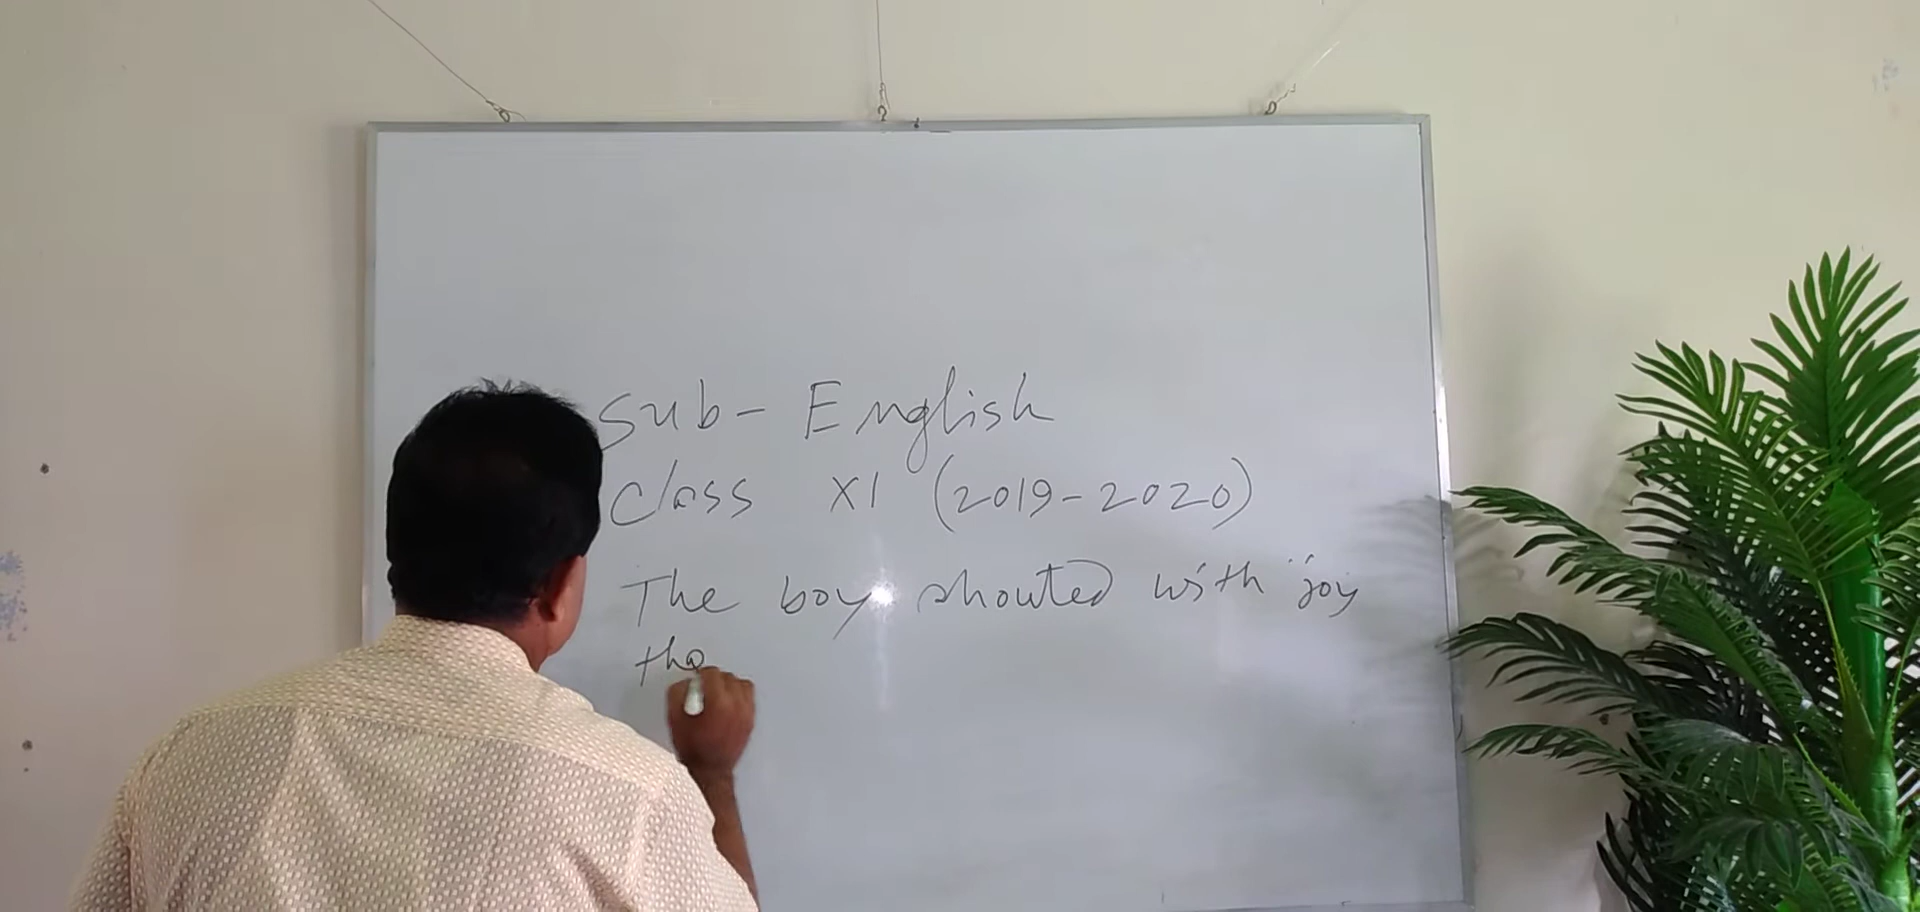 Sub- English
Class XI (2019-2020)
The boy shouted with joy
tha